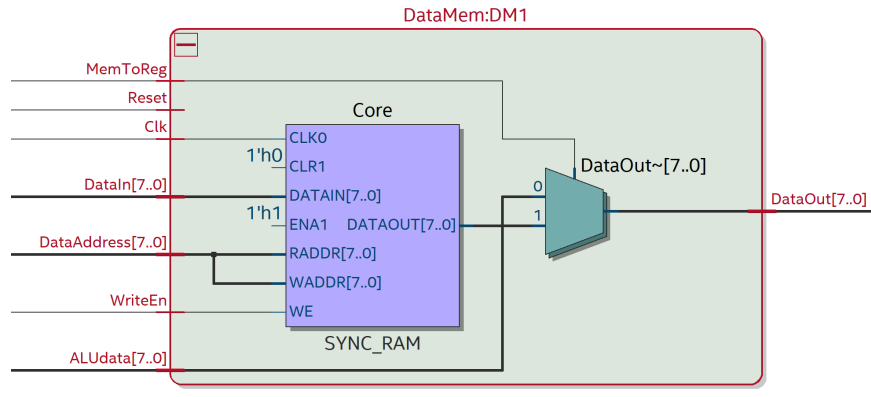 DataMem:DM1
MemToReg
Reset
Clk
DataIn[7..0]
DataAddress[7..0]
WriteEn
ALUdata[7..0]
Core
1'h0
1'h1
CLK0
CLR1
DATAIN[7..0]
ENA1 DATAOUT[7..0]
RADDR[7..0]
WADDR[7..0]
WE
SYNC_RAM
DataOut~[7..0]
0
1
DataOut[7..0]